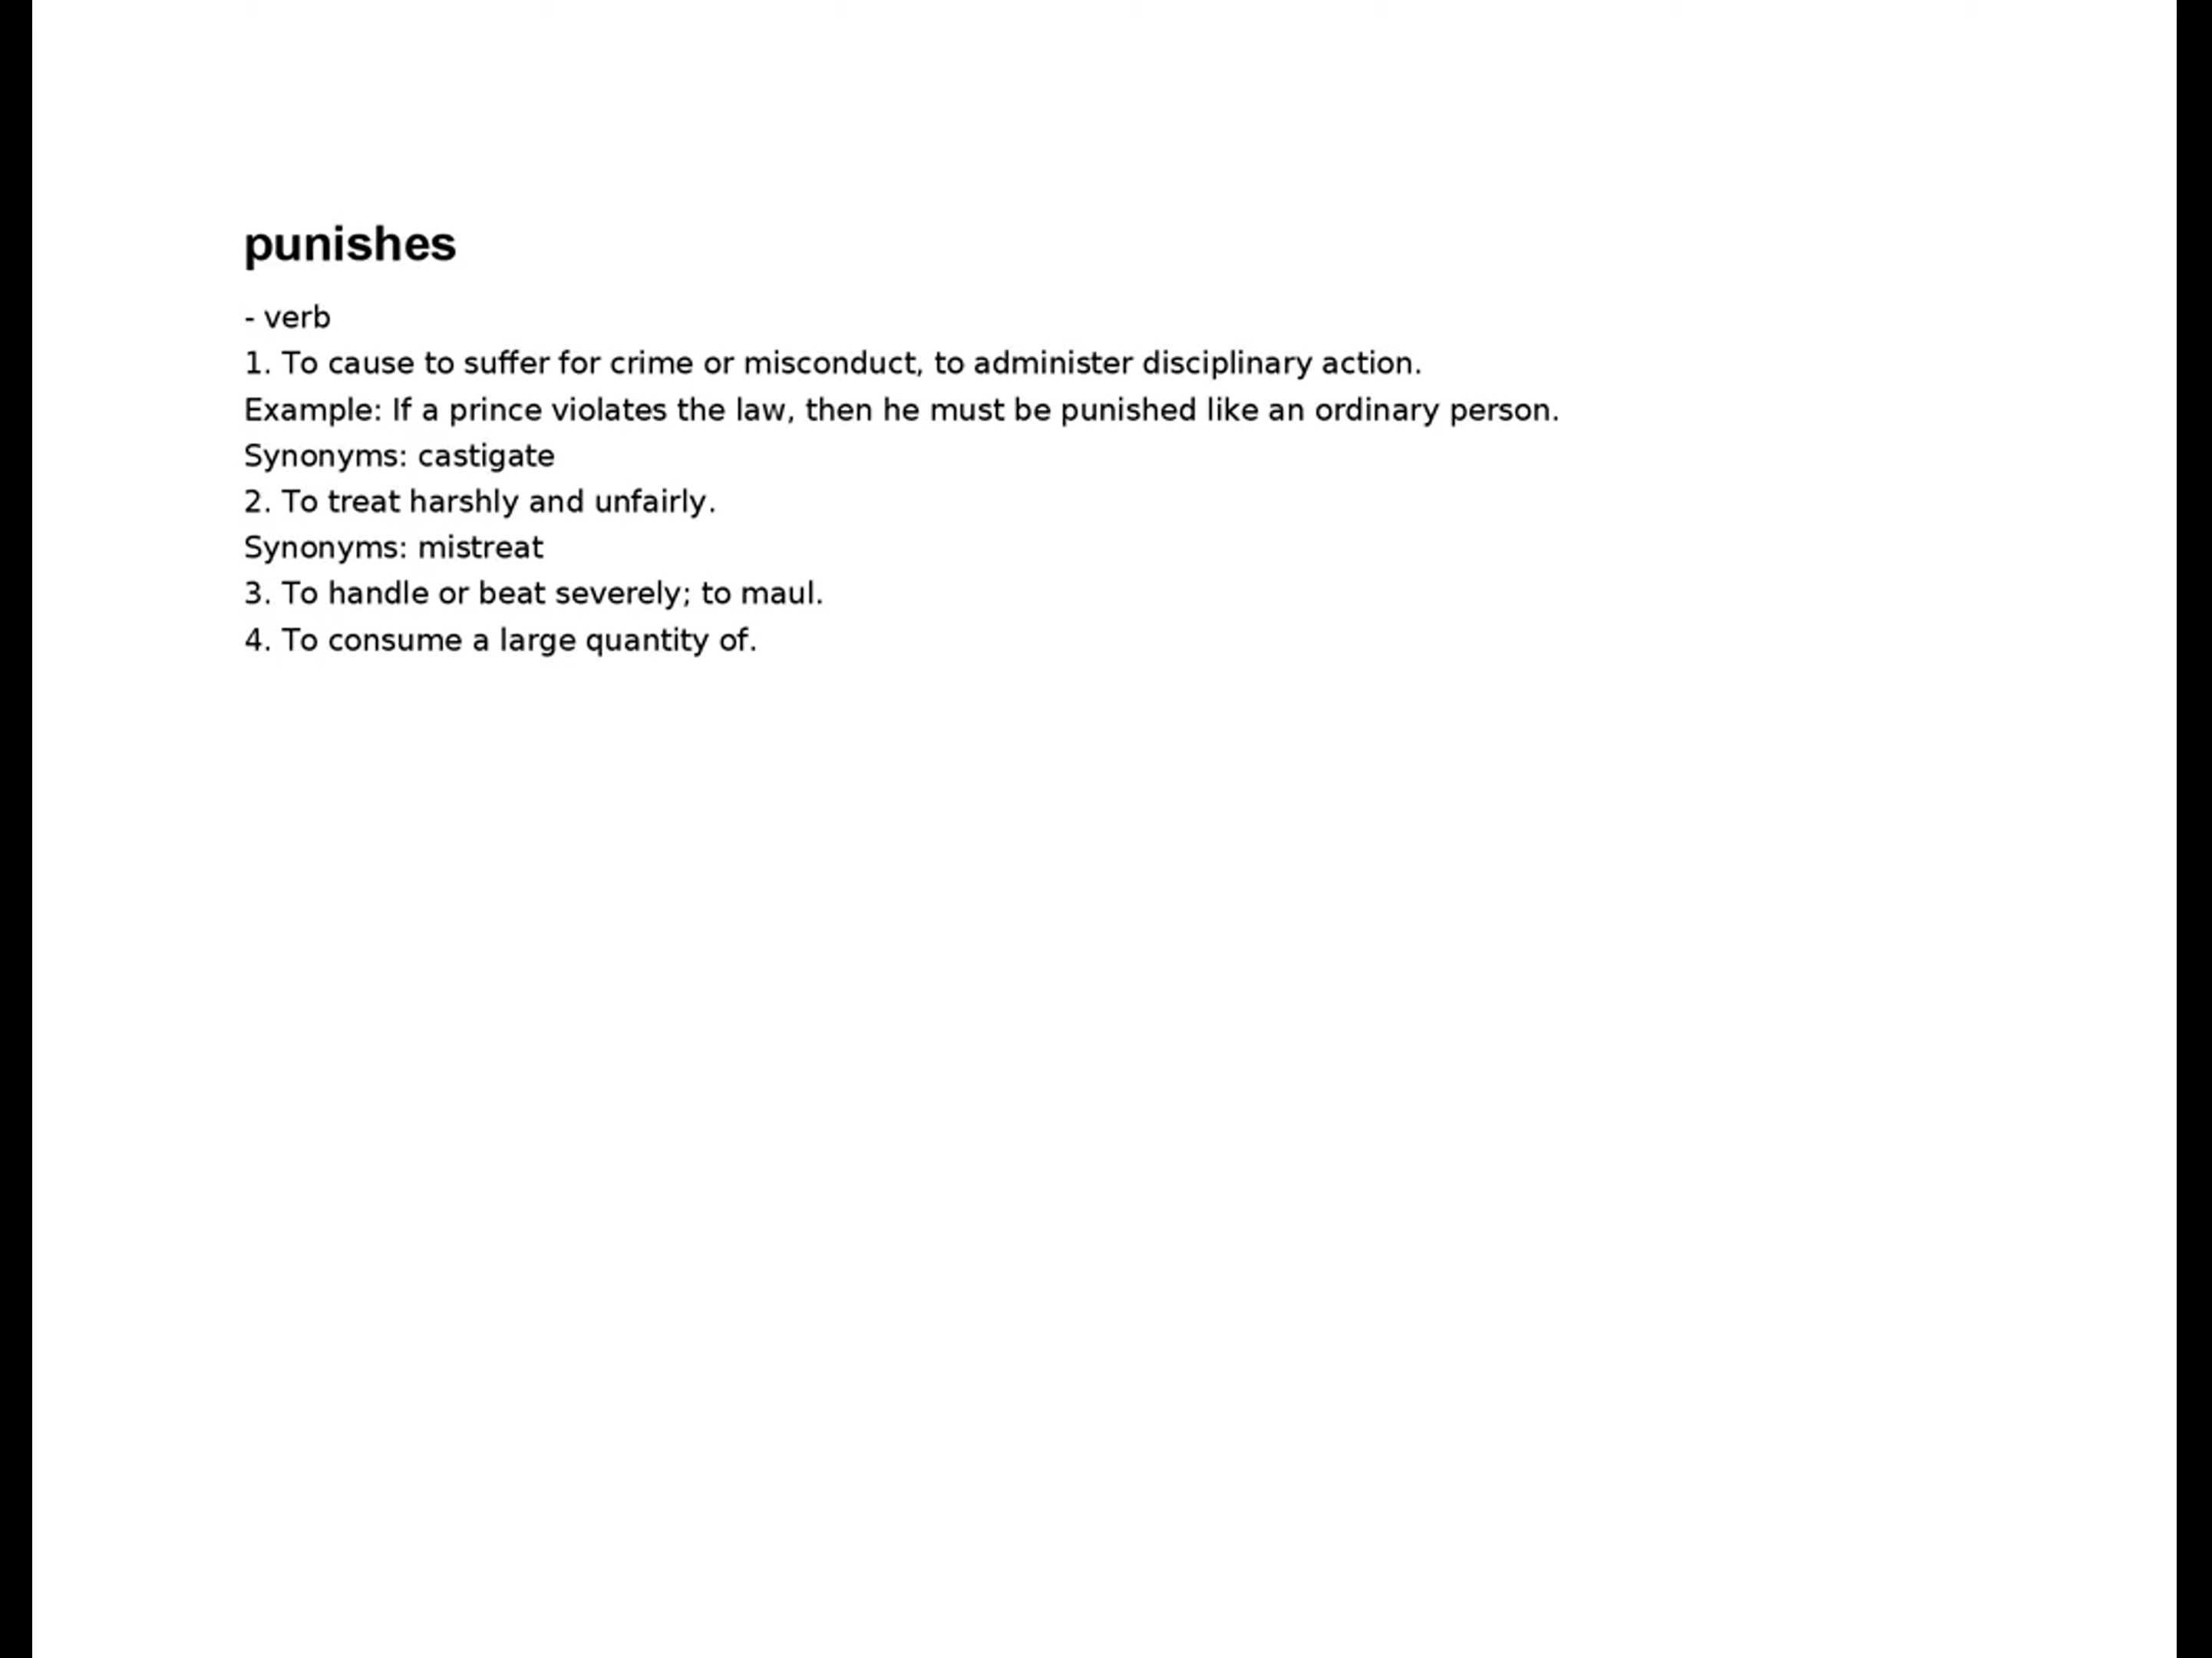 punishes
- verb
1. To cause to suffer for crime or misconduct, to administer disciplinary action.
Example: If a prince violates the law, then he must be punished like an ordinary person.
Synonyms: castigate
2. To treat harshly and unfairly.
Synonyms: mistreat
3. To handle or beat severely; to maul.
4. To consume a large quantity of.